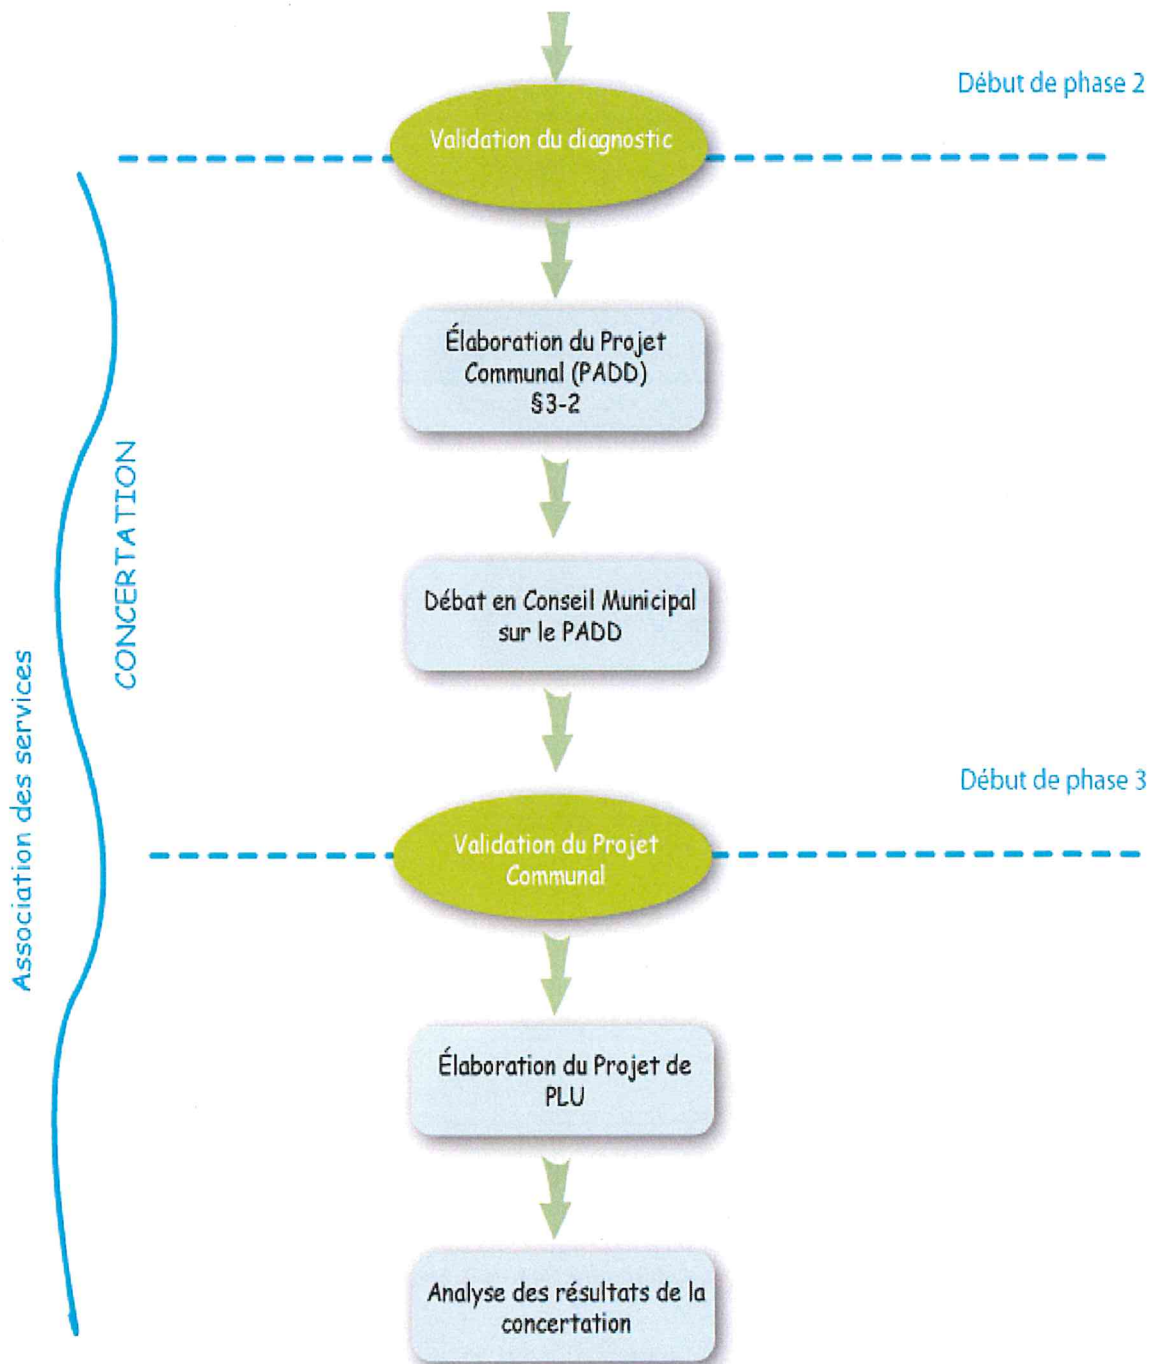 Début de phase 2
Validation du diagnostic
Élaboration du Projet
Communal (PADD)
§3-2
CONCERTATION
Débat en Conseil Municipal
sur le PADD
Association des services
Début de phase 3
Validation du Projet
Communal
Élaboration du Projet de
PLU
Analyse des résultats de la
concertation